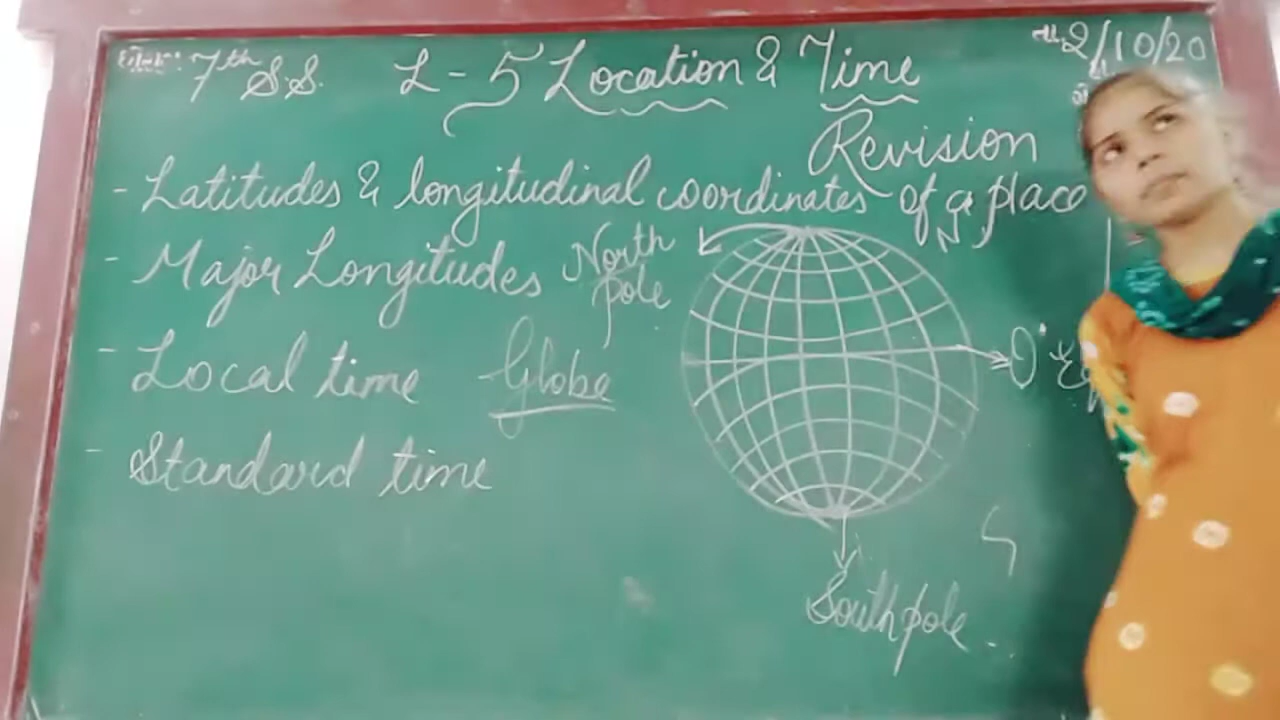 7th S.S. L-5 Location & Time 2/10/20
Revision
- Latitudes & longitudinal coordinates of a place
- Major Longitudes
North pole
N
- Local time
- Globe
0°
- Standard time
S
South pole